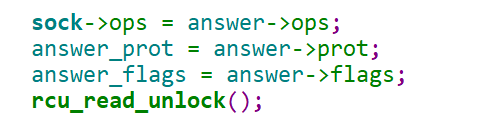 sock->ops = answer->ops;
answer_prot = answer->prot;
answer_flags = answer->flags;
rcu_read_unlock();